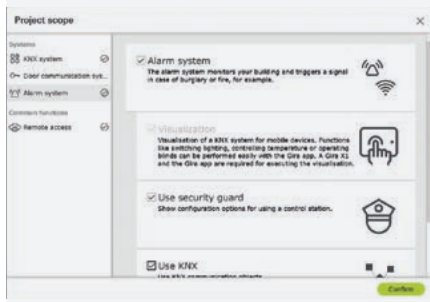 Project scope
Systems
KNX system
Door communication sys...
Alarm system
Common functions
Remote access
Alarm system
The alarm system monitors your building and triggers a signal
in case of burglary or fire, for example.
Visualisation
Visualisation of a KNX system for mobile devices. Functions
like switching lighting, controlling temperature or operating
blinds can be performed easily with the Gira app. A Gira X1
and the Gira app are required for executing the visualisation.
Use security guard
Show configuration options for using a control station.
Use KNX
Use KNX communication objects
Confirm